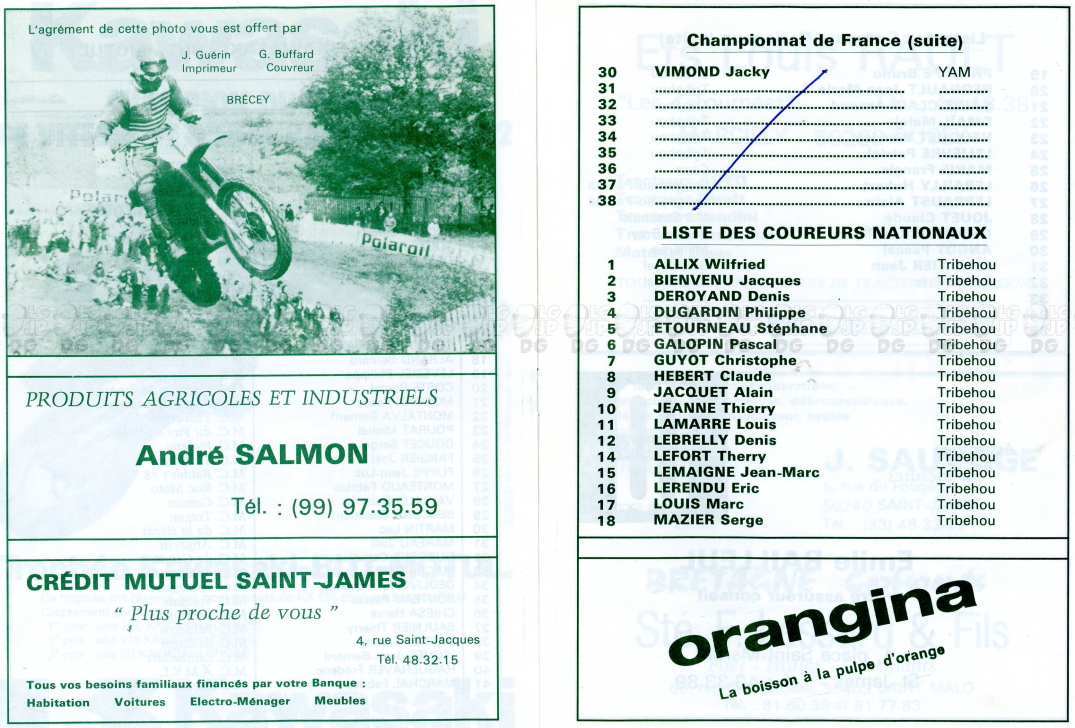 L'agrément de cette photo vous est offert par
J. Guérin G. Buffard
Imprimeur Couvreur
BRÉCEY
Polaroid
PRODUITS AGRICOLES ET INDUSTRIELS
André SALMON
Tél. : (99) 97.35.59
CRÉDIT MUTUEL SAINT-JAMES
“ Plus proche de vous ”
4, rue Saint-Jacques
Tél. 48.32.15
Tous vos besoins familiaux financés par votre Banque :
Habitation Voitures Electro-Ménager Meubles
Championnat de France (suite)
30 VIMOND Jacky YAM
31
32
33
34
35
36
37
38
LISTE DES COUREURS NATIONAUX
1 ALLIX Wilfried Tribehou
2 BIENVENU Jacques Tribehou
3 DEROYAND Denis Tribehou
4 DUGARDIN Philippe Tribehou
5 ETOURNEAU Stéphane Tribehou
6 GALOPIN Pascal Tribehou
7 GUYOT Christophe Tribehou
8 HEBERT Claude Tribehou
9 JACQUET Alain Tribehou
10 JEANNE Thierry Tribehou
11 LAMARRE Louis Tribehou
12 LEBRELLY Denis Tribehou
14 LEFORT Therry Tribehou
15 LEMAIGNE Jean-Marc Tribehou
16 LERENDU Eric Tribehou
17 LOUIS Marc Tribehou
18 MAZIER Serge Tribehou
orangina
La boisson à la pulpe d'orange